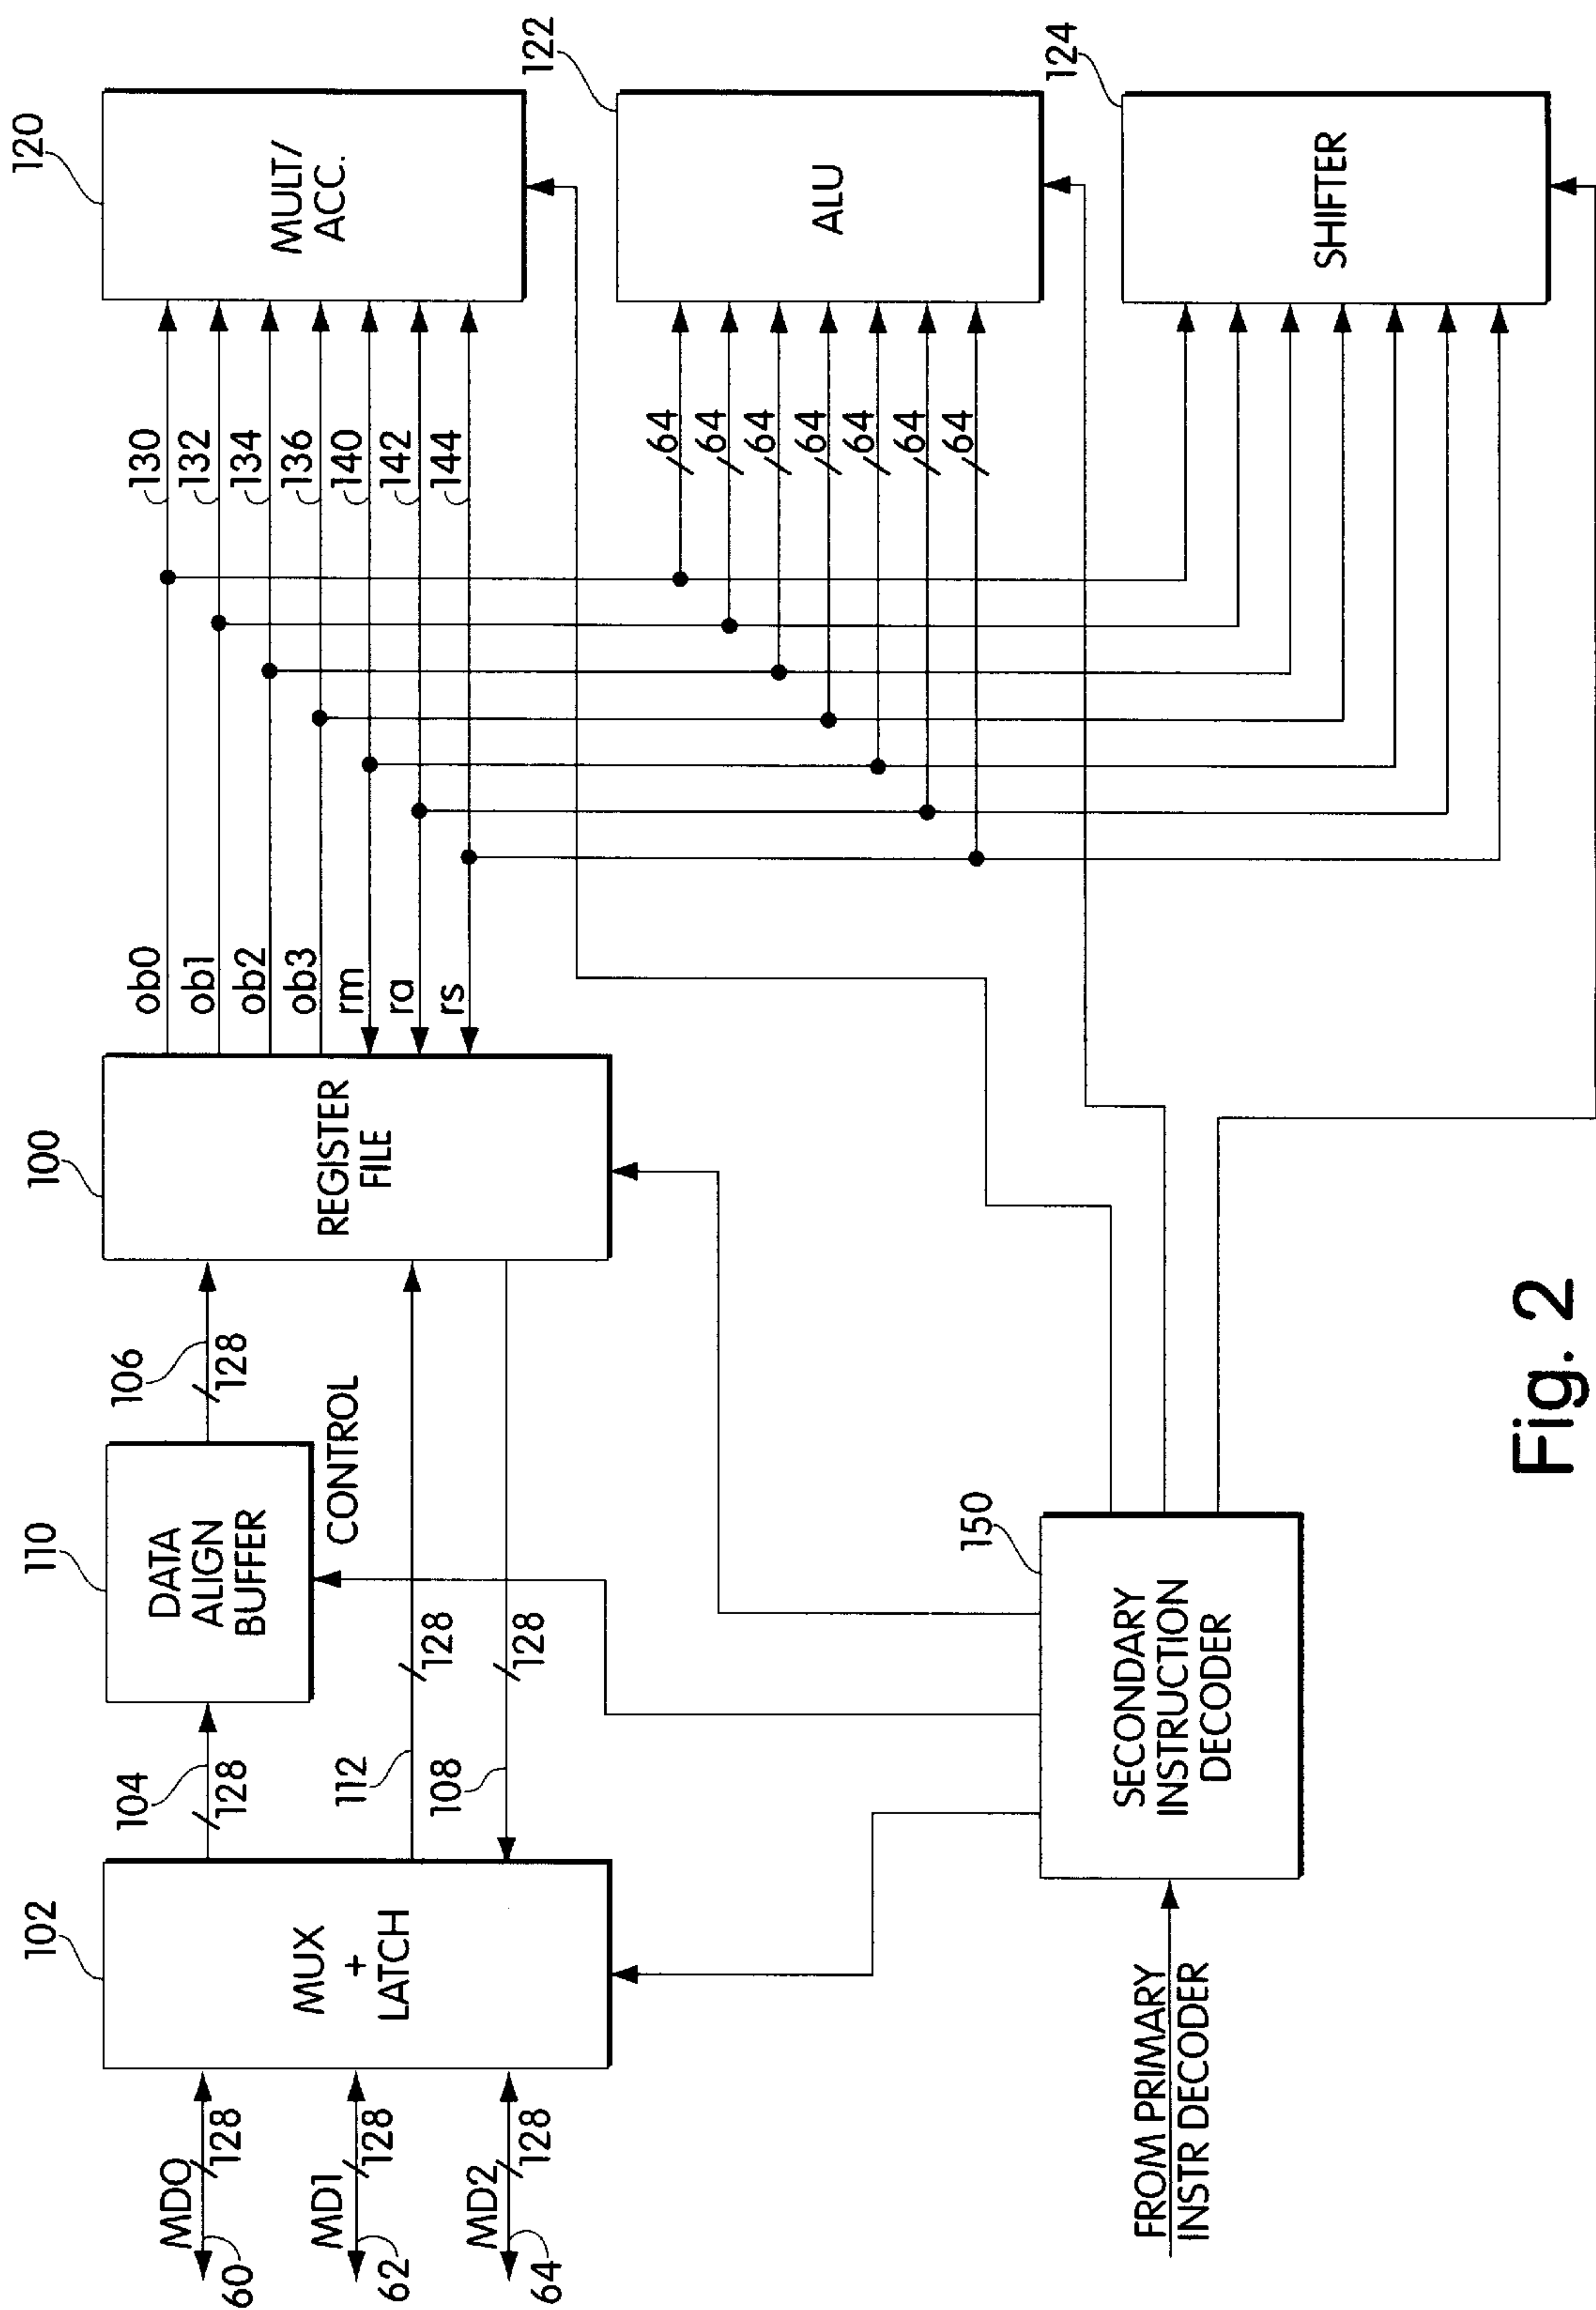 120
MULT/
ACC.
122
ALU
124
SHIFTER
130
132
134
136
140
142
144
64
64
64
64
64
64
64
ob0
ob1
ob2
ob3
rm
ra
rs
100
REGISTER
FILE
106
128
110
DATA
ALIGN
BUFFER
CONTROL
104
128
112
128
108
128
102
MUX
+
LATCH
MD0
128
60
MD1
128
62
MD2
128
64
150
SECONDARY
INSTRUCTION
DECODER
FROM PRIMARY
INSTR DECODER
Fig. 2